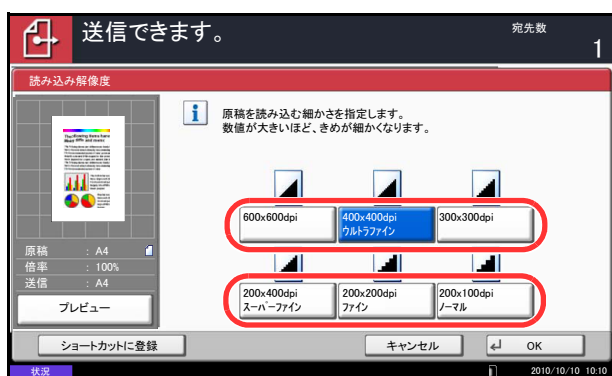 送信できます。
宛先数
1
読み込み解像度
原稿を読み込む細かさを指定します。
数値が大きいほど、きめが細かくなります。
600x600dpi
400x400dpi
ウルトラファイン
300x300dpi
200x400dpi
スーパーファイン
200x200dpi
ファイン
200x100dpi
ノーマル
原稿 : A4
倍率 : 100%
送信 : A4
プレビュー
ショートカットに登録
キャンセル
OK
状況
2010/10/10 10:10